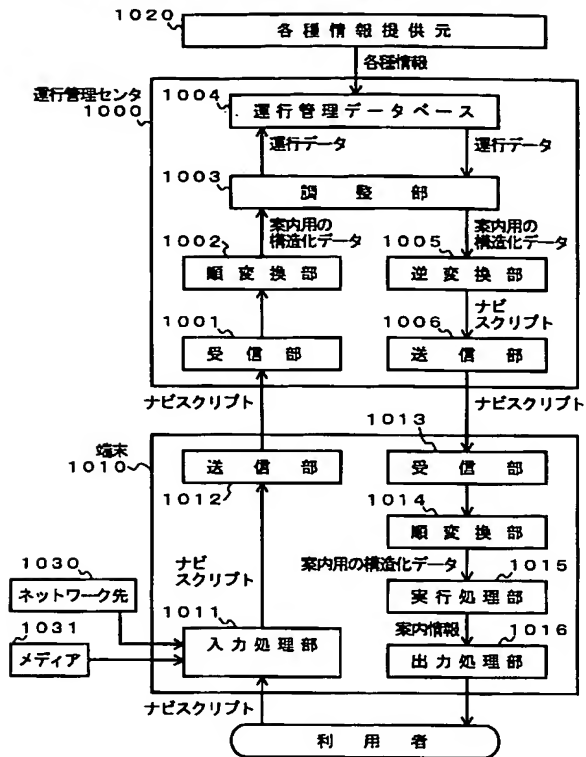 1020
各種情報提供元
各種情報
運行管理センタ
1000
1004
運行管理データベース
運行データ
運行データ
1003
調整部
案内用の
構造化データ
案内用の
構造化データ
1002
順変換部
1005
逆変換部
ナビ
スクリプト
1001
受信部
1006
送信部
ナビスクリプト
ナビスクリプト
端末
1010
送信部
1012
1013
受信部
1014
順変換部
ナビ
スクリプト
案内用の構造化データ
1030
ネットワーク先
1031
メディア
1011
入力処理部
1015
実行処理部
案内情報
1016
出力処理部
ナビスクリプト
利用者